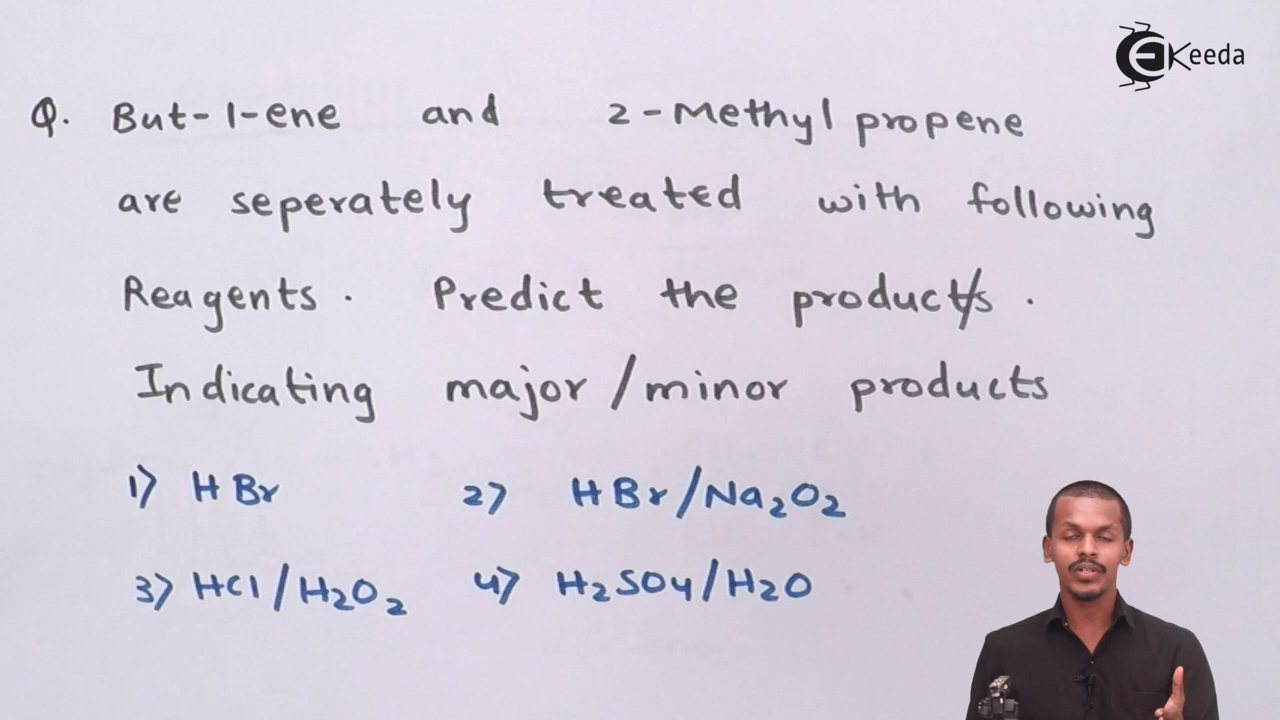 EKeeda
Q. But-1-ene and 2-Methyl propene
are seperately treated with following
Reagents. Predict the product/s.
Indicating major/minor products
1) HBr 2) HBr/Na₂O₂
3) HCl/H₂O₂ 4) H₂SO₄/H₂O